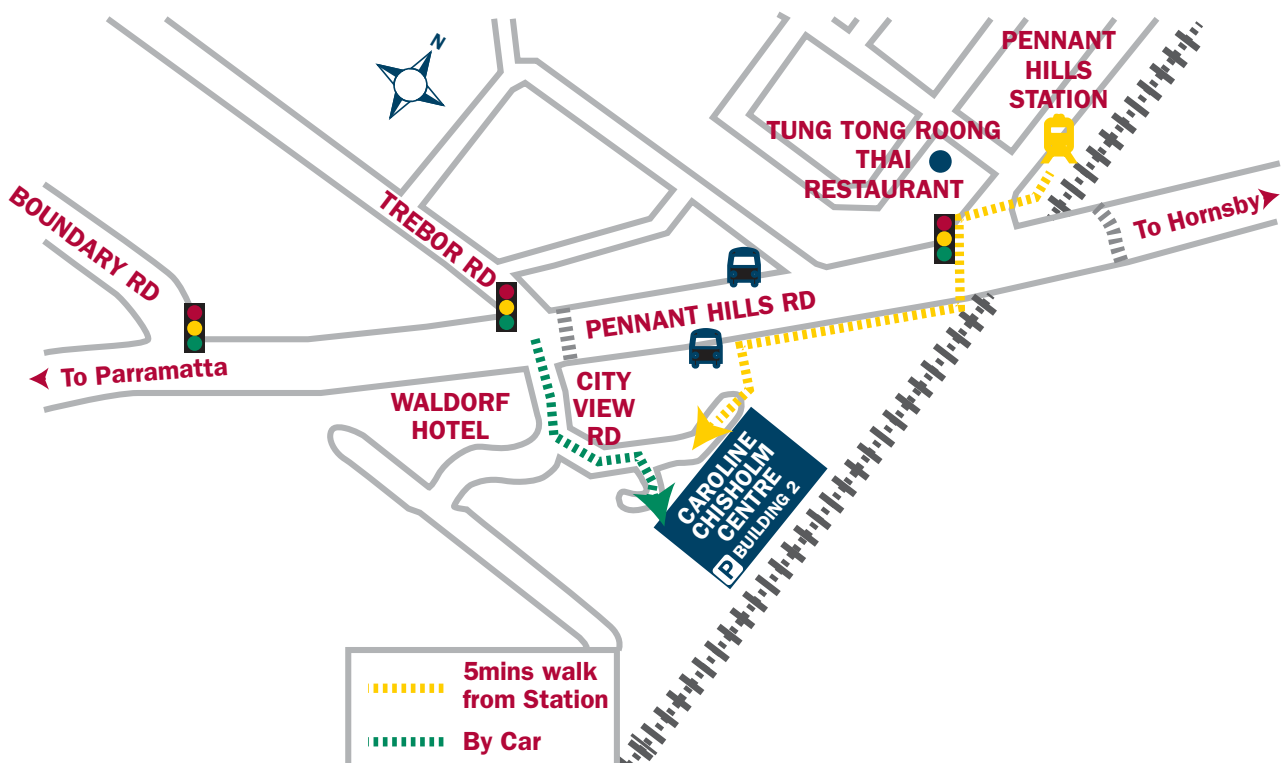 N
PENNANT
HILLS
STATION
TUNG TONG ROONG
THAI
RESTAURANT
BOUNDARY RD
TREBOR RD
To Hornsby
PENNANT HILLS RD
To Parramatta
WALDORF
HOTEL
CITY
VIEW
RD
CAROLINE
CHISHOLM
CENTRE
P BUILDING 2
5mins walk
from Station
By Car